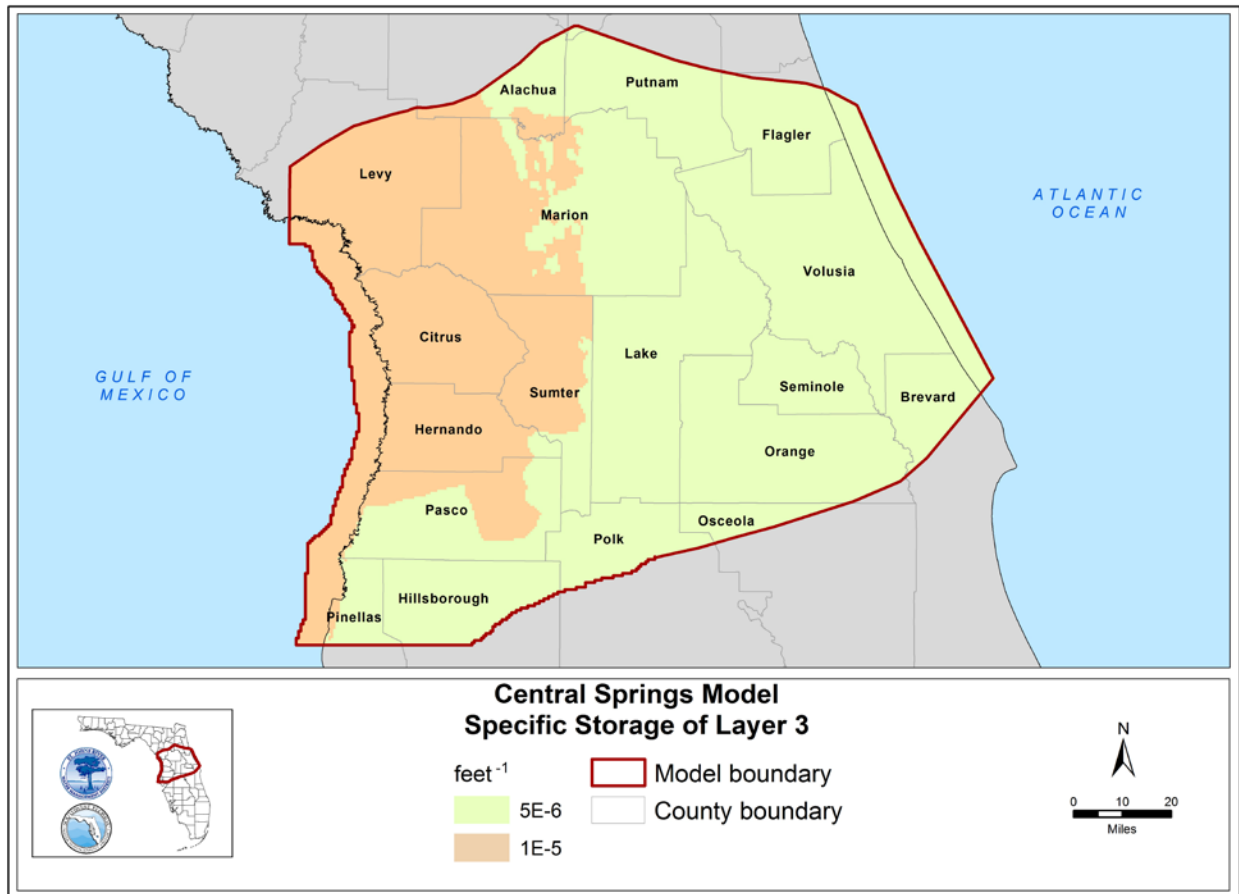 Alachua
Putnam
Flagler
Levy
Marion
ATLANTIC
OCEAN
Volusia
Citrus
Lake
GULF OF
MEXICO
Sumter
Seminole
Brevard
Hernando
Orange
Pasco
Osceola
Polk
Hillsborough
Pinellas
Central Springs Model
Specific Storage of Layer 3
feet-1
5E-6
1E-5
Model boundary
County boundary
N
0 10 20
Miles